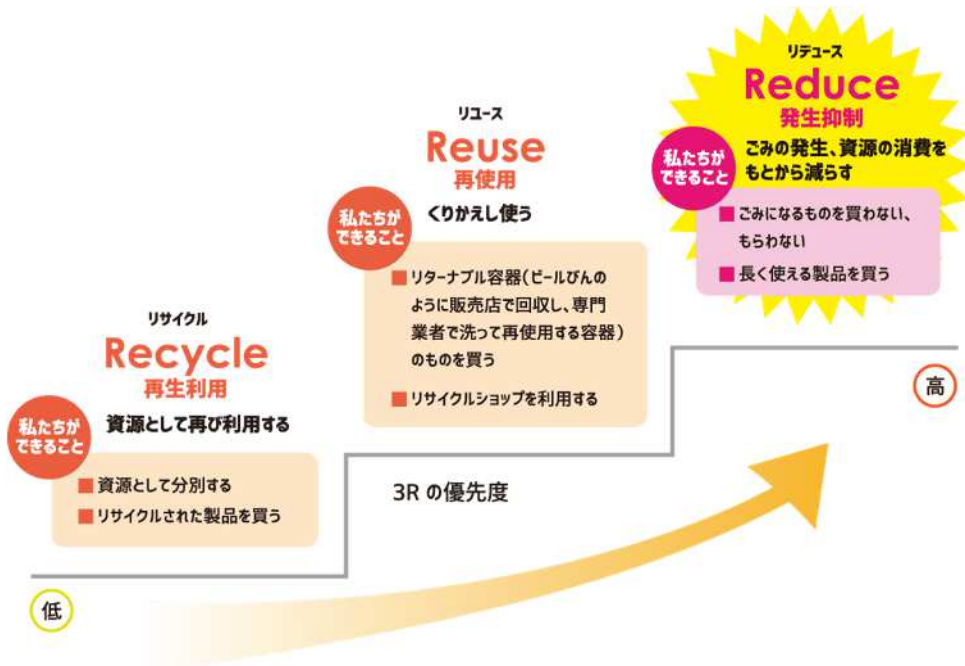 リサイクル
Recycle
再生利用
資源として再び利用する
私たちが
できること
■ 資源として分別する
■ リサイクルされた製品を買う
リユース
Reuse
再使用
くりかえし使う
私たちが
できること
■ リターナブル容器(ビールびんの
ように販売店で回収し、専門
業者で洗って再使用する容器)
のものを買う
■ リサイクルショップを利用する
リデュース
Reduce
発生抑制
ごみの発生、資源の消費を
もとから減らす
私たちが
できること
■ ごみになるものを買わない、
もらわない
■ 長く使える製品を買う
3R の優先度
低
高